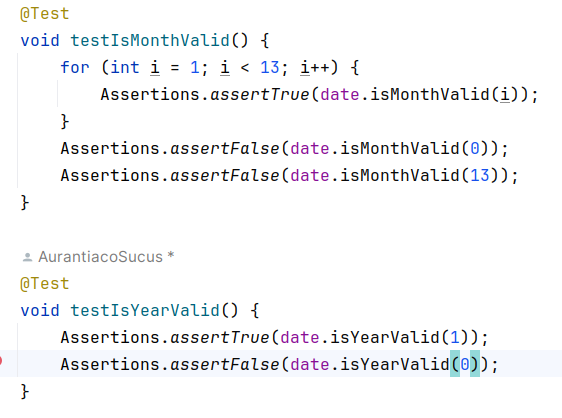 @Test
void testIsMonthValid() {
for (int i = 1; i < 13; i++) {
Assertions.assertTrue(date.isMonthValid(i));
}
Assertions.assertFalse(date.isMonthValid(0));
Assertions.assertFalse(date.isMonthValid(13));
}
AurantiacoSucus *
@Test
void testIsYearValid() {
Assertions.assertTrue(date.isYearValid(1));
Assertions.assertFalse(date.isYearValid(0));
}